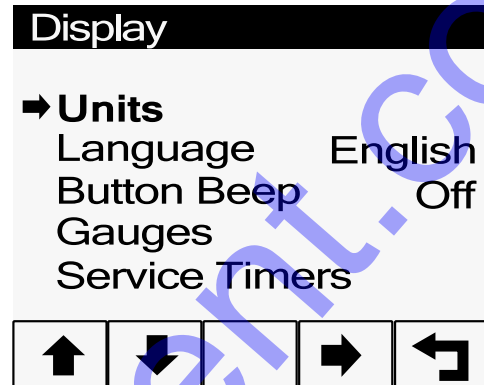 Display
Units
Language English
Button Beep Off
Gauges
Service Timers